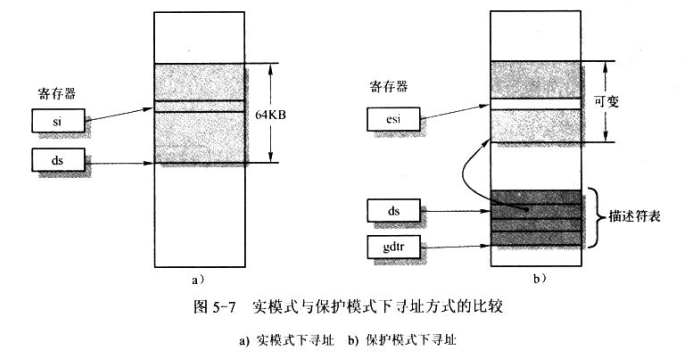 寄存器
si
64KB
ds
a）
寄存器
esi
可变
ds
描述符表
gdtr
b）
图 5-7 实模式与保护模式下寻址方式的比较
a) 实模式下寻址 b) 保护模式下寻址